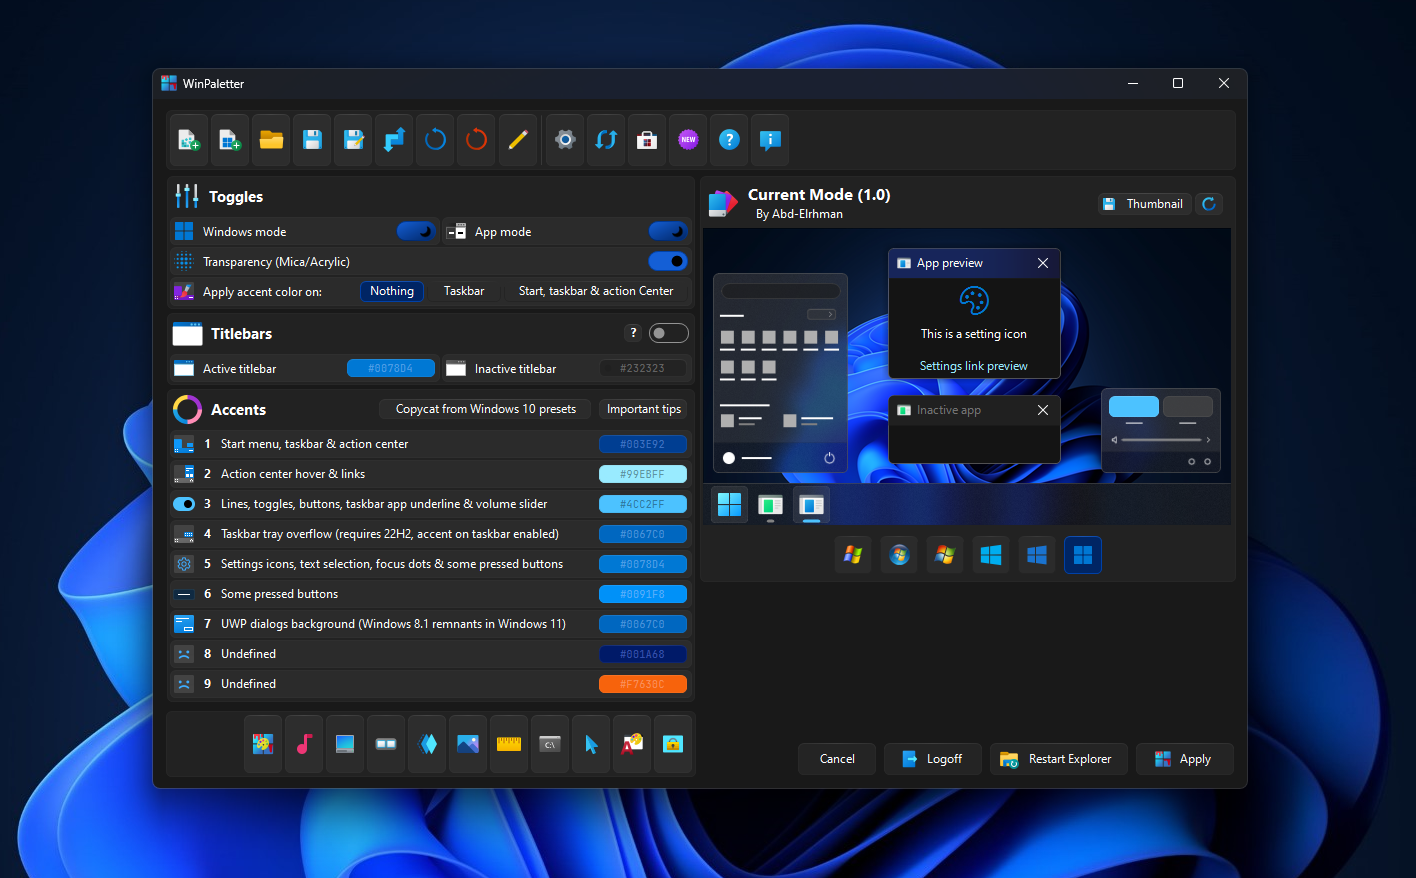 WinPaletter
NEW
Toggles
Windows mode
App mode
Transparency (Mica/Acrylic)
Apply accent color on:
Nothing
Taskbar
Start, taskbar & action Center
Titlebars
?
Active titlebar
#0078D4
Inactive titlebar
#232323
Accents
Copycat from Windows 10 presets
Important tips
1 Start menu, taskbar & action center
#003E92
2 Action center hover & links
#99EBFF
3 Lines, toggles, buttons, taskbar app underline & volume slider
#4CC2FF
4 Taskbar tray overflow (requires 22H2, accent on taskbar enabled)
#0067C0
5 Settings icons, text selection, focus dots & some pressed buttons
#0078D4
6 Some pressed buttons
#0091F8
7 UWP dialogs background (Windows 8.1 remnants in Windows 11)
#0067C0
8 Undefined
#001A68
9 Undefined
#F7630C
C:\
Current Mode (1.0)
By Abd-Elrhman
Thumbnail
App preview
This is a setting icon
Settings link preview
Inactive app
Cancel
Logoff
Restart Explorer
Apply